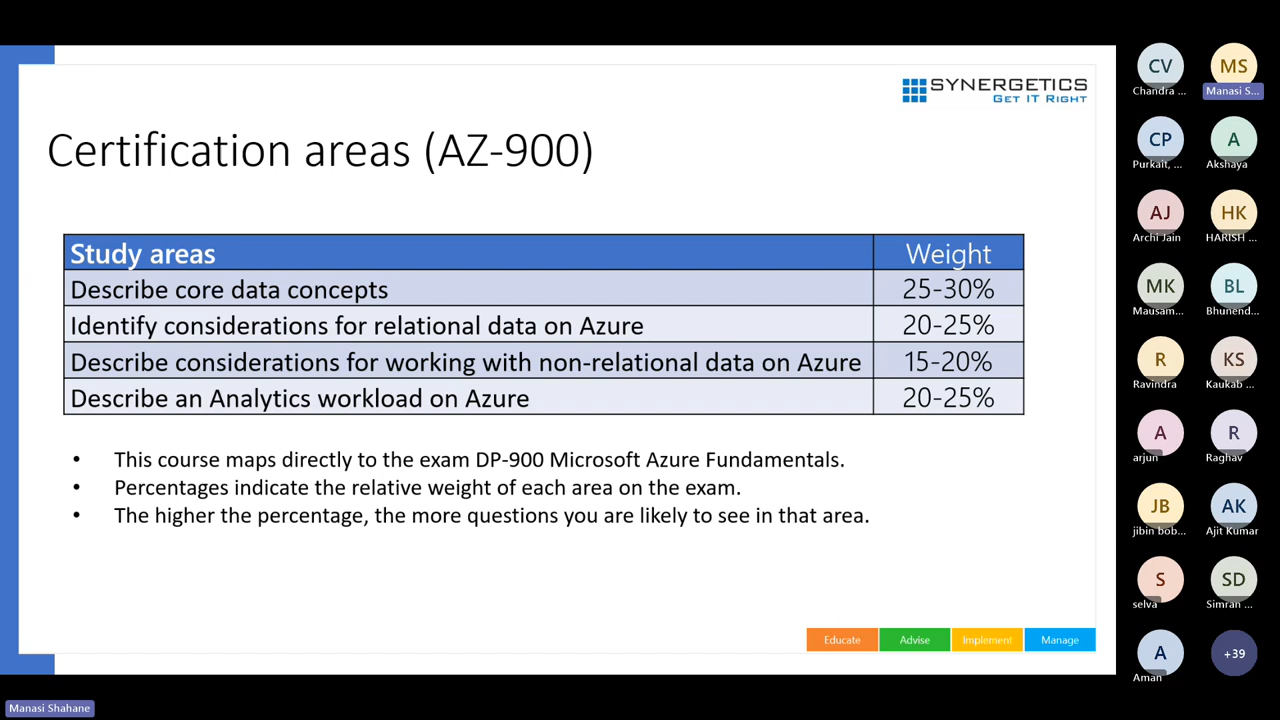 SYNERGETICS
GET IT RIGHT
Certification areas (AZ-900)
Study areas Weight
Describe core data concepts 25-30%
Identify considerations for relational data on Azure 20-25%
Describe considerations for working with non-relational data on Azure 15-20%
Describe an Analytics workload on Azure 20-25%
• This course maps directly to the exam DP-900 Microsoft Azure Fundamentals.
• Percentages indicate the relative weight of each area on the exam.
• The higher the percentage, the more questions you are likely to see in that area.
Educate Advise Implement Manage
CV MS
Chandra ... Manasi S...
CP A
Purkait, ... Akshaya
AJ HK
Archi Jain HARISH ...
MK BL
Mausam... Bhunend...
R KS
Ravindra Kaukab ...
A R
arjun Raghav
JB AK
jibin bob... Ajit Kumar
S SD
selva Simran ...
A +39
Aman
Manasi Shahane